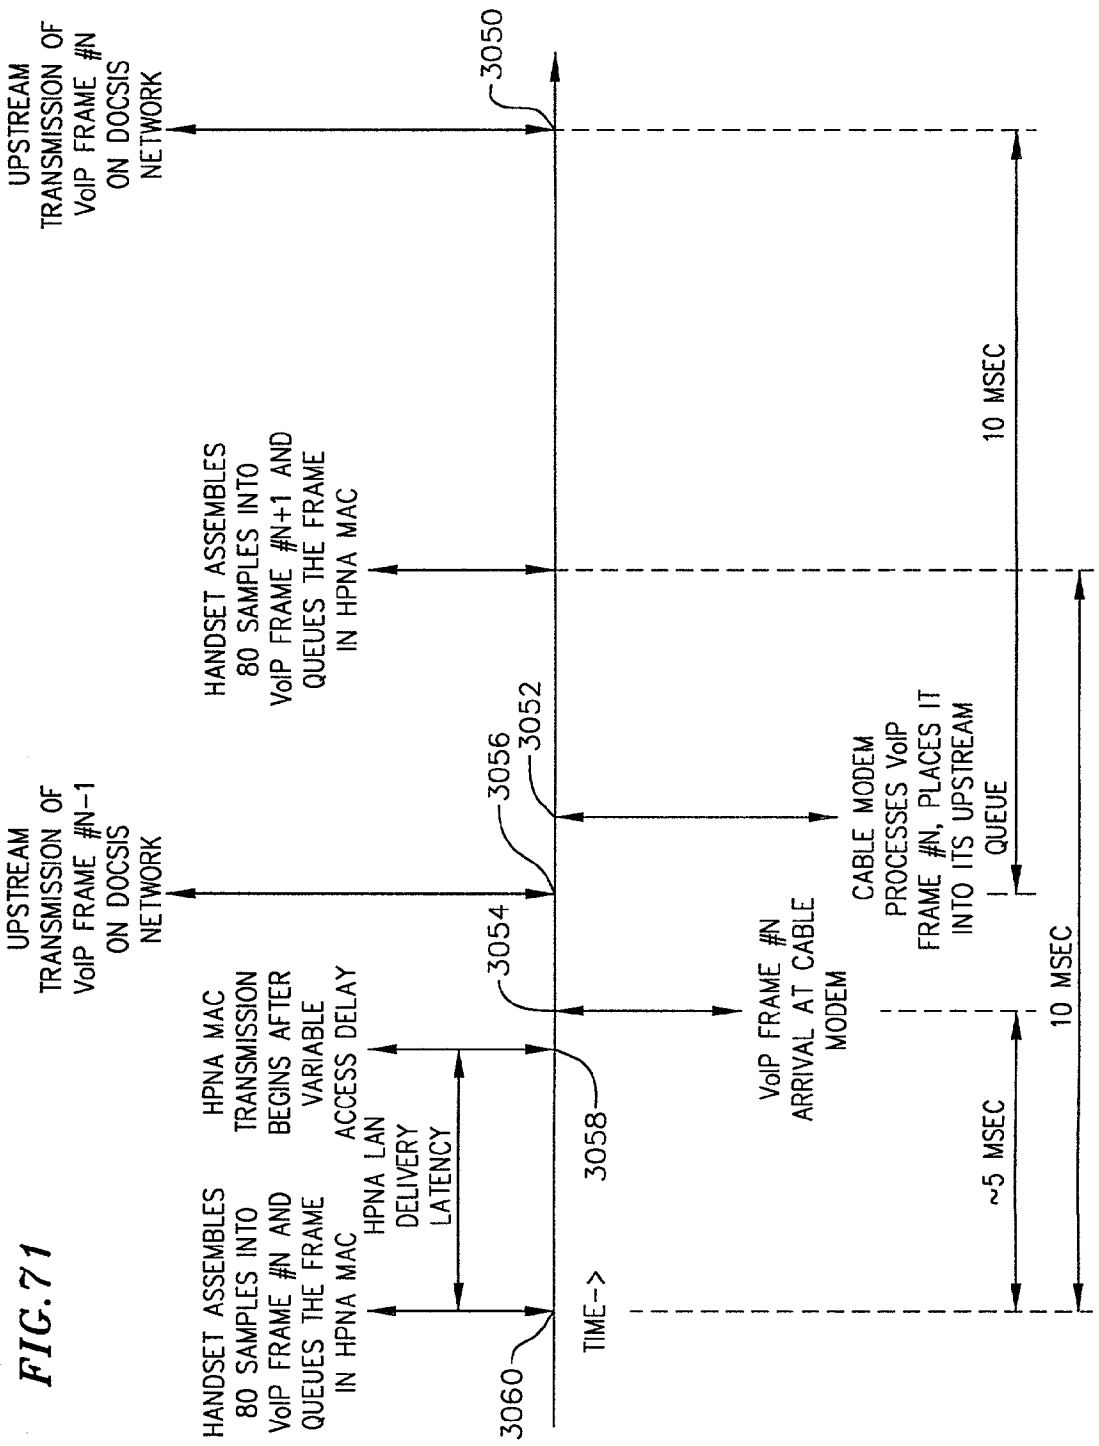 FIG.71
HANDSET ASSEMBLES
80 SAMPLES INTO
VoIP FRAME #N AND
QUEUES THE FRAME
IN HPNA MAC
HPNA LAN
DELIVERY
LATENCY
HPNA MAC
TRANSMISSION
BEGINS AFTER
VARIABLE
ACCESS DELAY
UPSTREAM
TRANSMISSION OF
VoIP FRAME #N-1
ON DOCSIS
NETWORK
HANDSET ASSEMBLES
80 SAMPLES INTO
VoIP FRAME #N+1 AND
QUEUES THE FRAME
IN HPNA MAC
UPSTREAM
TRANSMISSION OF
VoIP FRAME #N
ON DOCSIS
NETWORK
3060
3054
3056
3052
3050
TIME->
3058
VoIP FRAME #N
ARRIVAL AT CABLE
MODEM
CABLE MODEM
PROCESSES VoIP
FRAME #N, PLACES IT
INTO ITS UPSTREAM
QUEUE
~5 MSEC
10 MSEC
10 MSEC